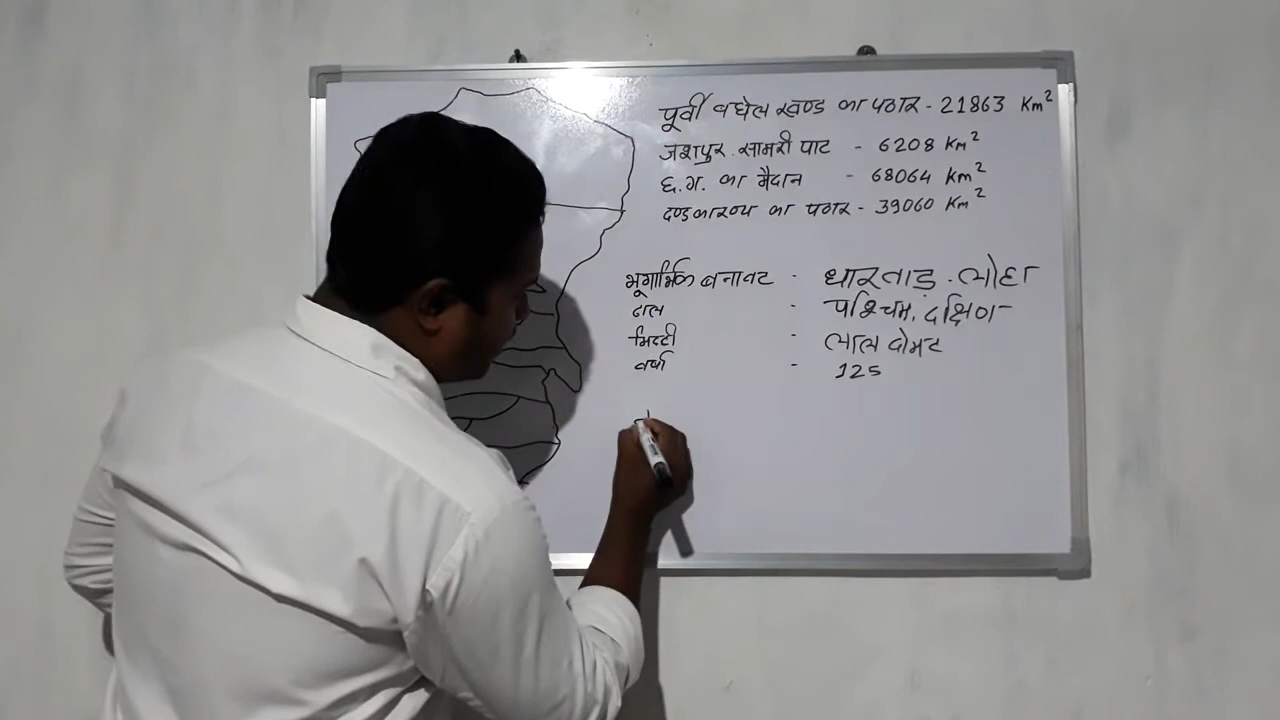 पूर्वी वघेल खण्ड का पठार - 21863 Km²
जशपुर सामरी पाट - 6208 Km²
छ.ग. का मैदान - 68064 Km²
दण्डकारण्य का पठार - 39060 Km²
भूगार्भिक बनावट - धारवाड़ - लोहा
ढाल - पश्चिम, दक्षिण
मिट्टी - लाल दोमट
वर्षा - 125